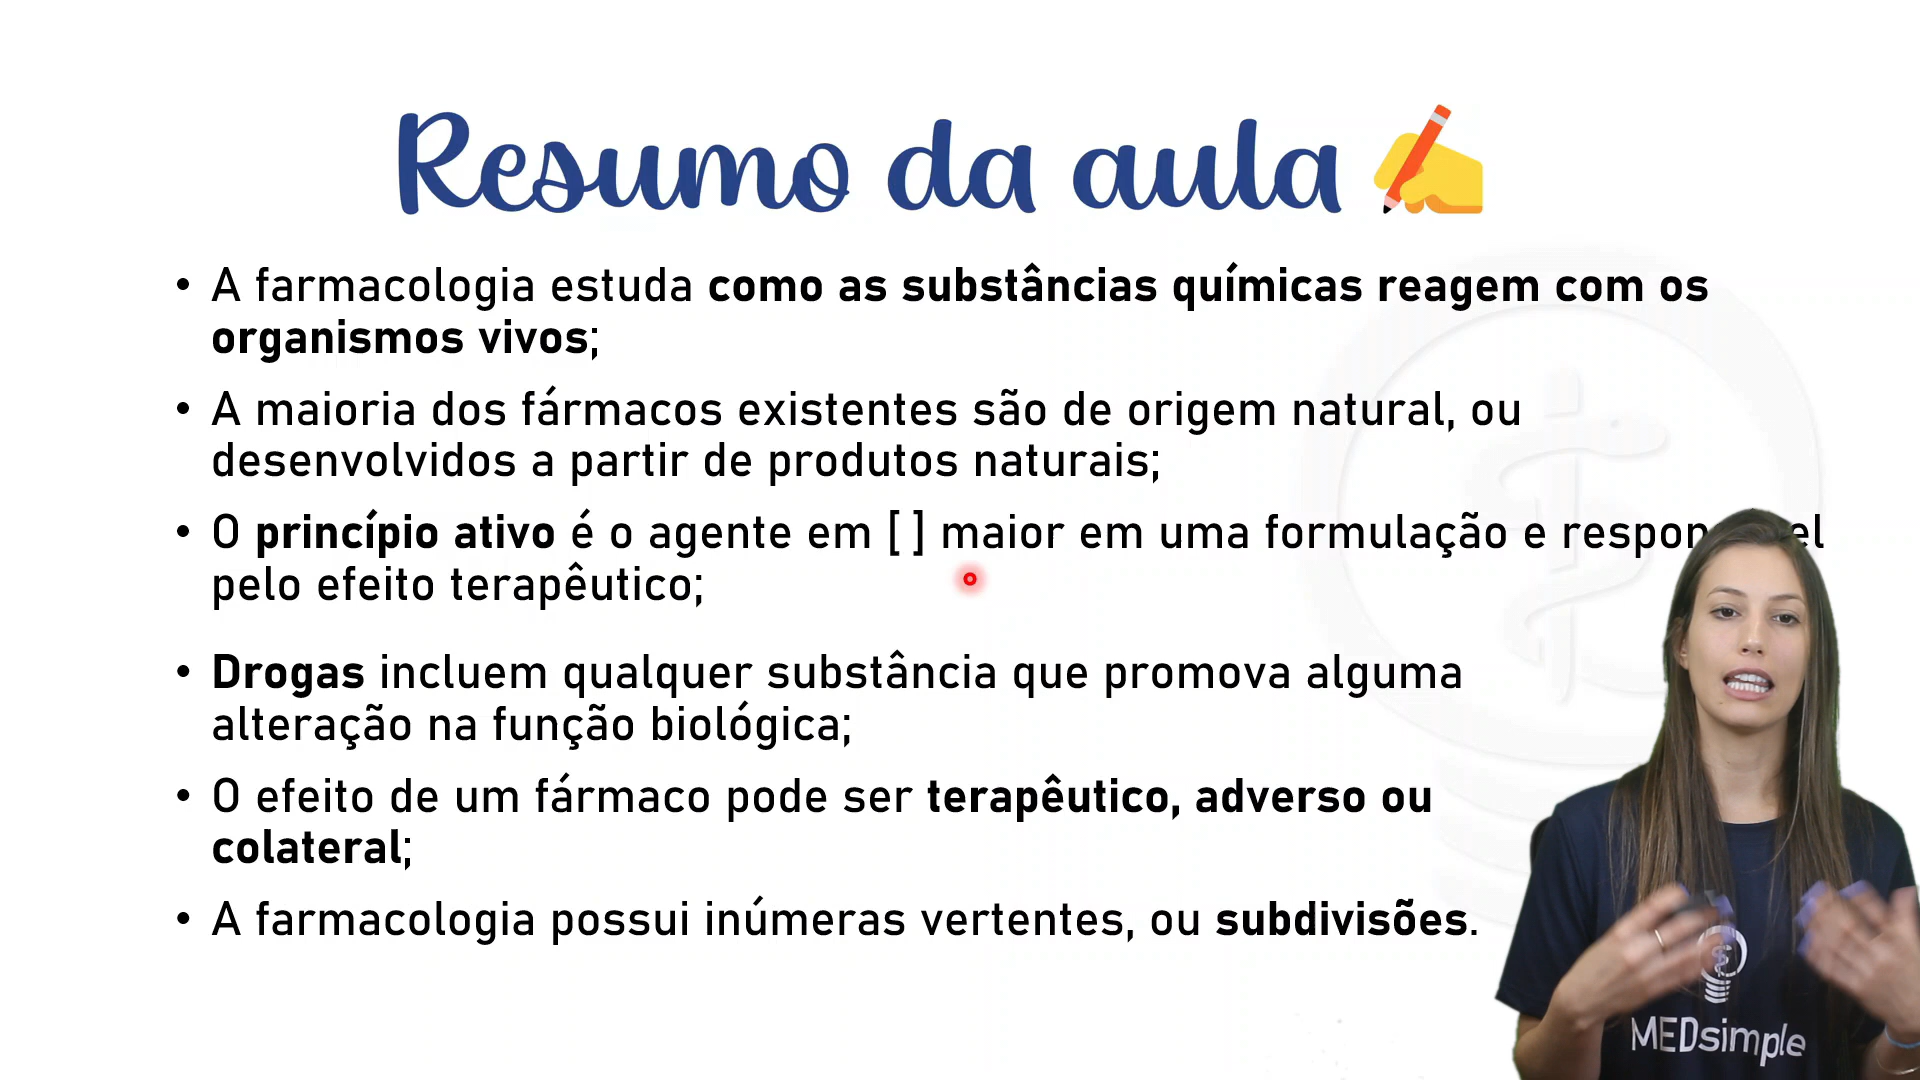 Resumo da aula
• A farmacologia estuda como as substâncias químicas reagem com os
organismos vivos;
• A maioria dos fármacos existentes são de origem natural, ou
desenvolvidos a partir de produtos naturais;
• O princípio ativo é o agente em [ ] maior em uma formulação e
pelo efeito terapêutico;
• Drogas incluem qualquer substância que promova alguma
alteração na função biológica;
• O efeito de um fármaco pode ser terapêutico, adverso ou
colateral;
• A farmacologia possui inúmeras vertentes, ou subdivisões.
MEDsimple